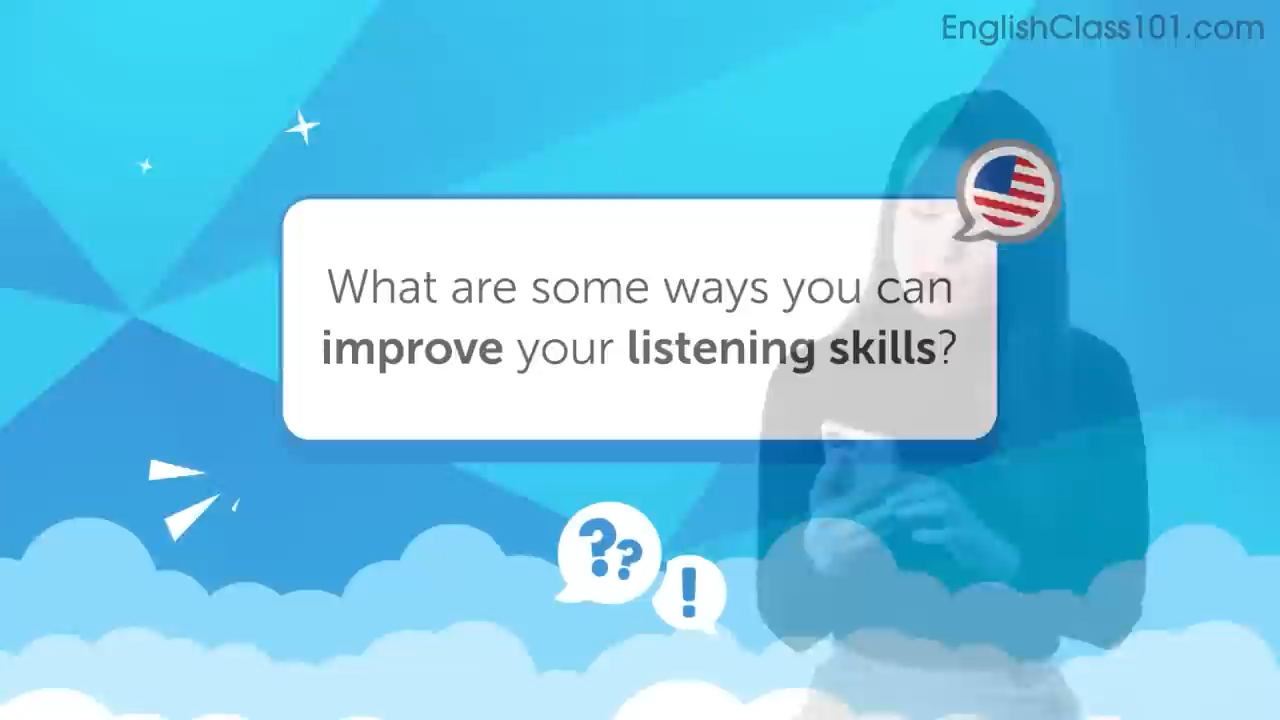 EnglishClass101.com
What are some ways you can
improve your listening skills?
??
!